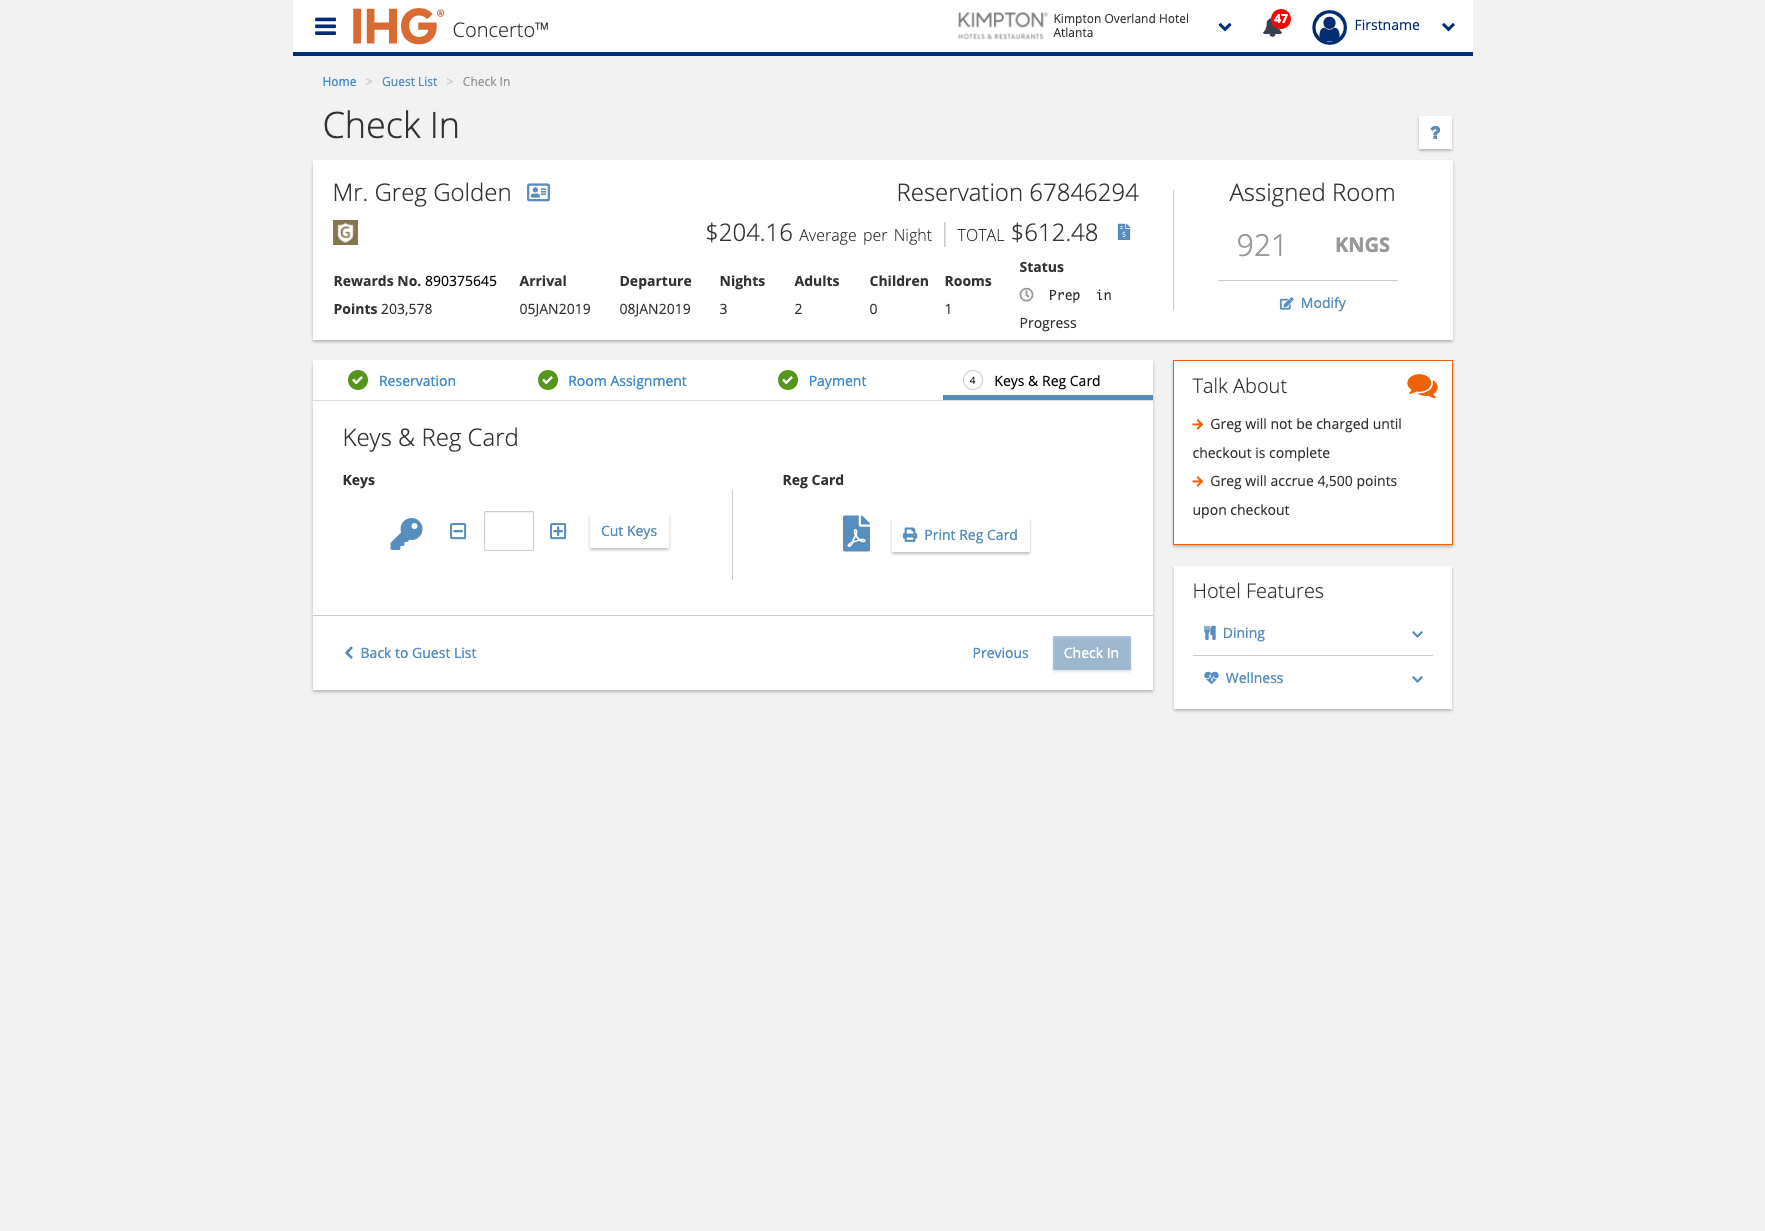 IHG® Concerto™
KIMPTON®
HOTELS & RESTAURANTS
Kimpton Overland Hotel
Atlanta
47
Firstname
Home > Guest List > Check In
Check In
?
Mr. Greg Golden
Reservation 67846294
Assigned Room
G
$204.16 Average per Night TOTAL $612.48
$
921 KNGS
Rewards No. 890375645
Points 203,578
Arrival
05JAN2019
Departure
08JAN2019
Nights
3
Adults
2
Children
0
Rooms
1
Status
Prep in
Progress
Modify
Reservation
Room Assignment
Payment
4 Keys & Reg Card
Keys & Reg Card
Keys
Cut Keys
Reg Card
Print Reg Card
Back to Guest List
Previous
Check In
Talk About
Greg will not be charged until
checkout is complete
Greg will accrue 4,500 points
upon checkout
Hotel Features
Dining
Wellness